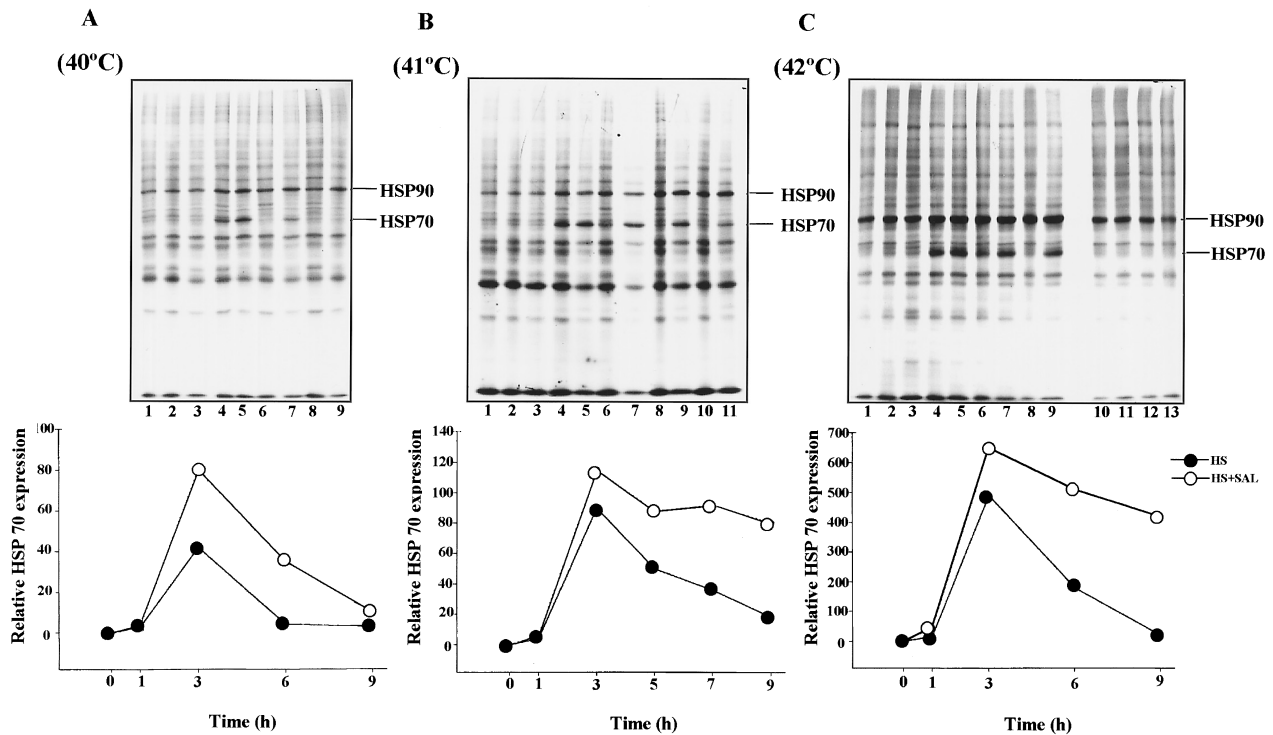 A
(40°C)
HSP90
HSP70
1 2 3 4 5 6 7 8 9
Relative HSP 70 expression
100
80
60
40
20
0
0 1 3 6 9
Time (h)
B
(41°C)
HSP90
HSP70
1 2 3 4 5 6 7 8 9 10 11
Relative HSP 70 expression
140
120
100
80
60
40
20
0
0 1 3 5 7 9
Time (h)
C
(42°C)
HSP90
HSP70
1 2 3 4 5 6 7 8 9 10 11 12 13
Relative HSP 70 expression
700
600
500
400
300
200
100
0
0 1 3 6 9
Time (h)
HS
HS+SAL